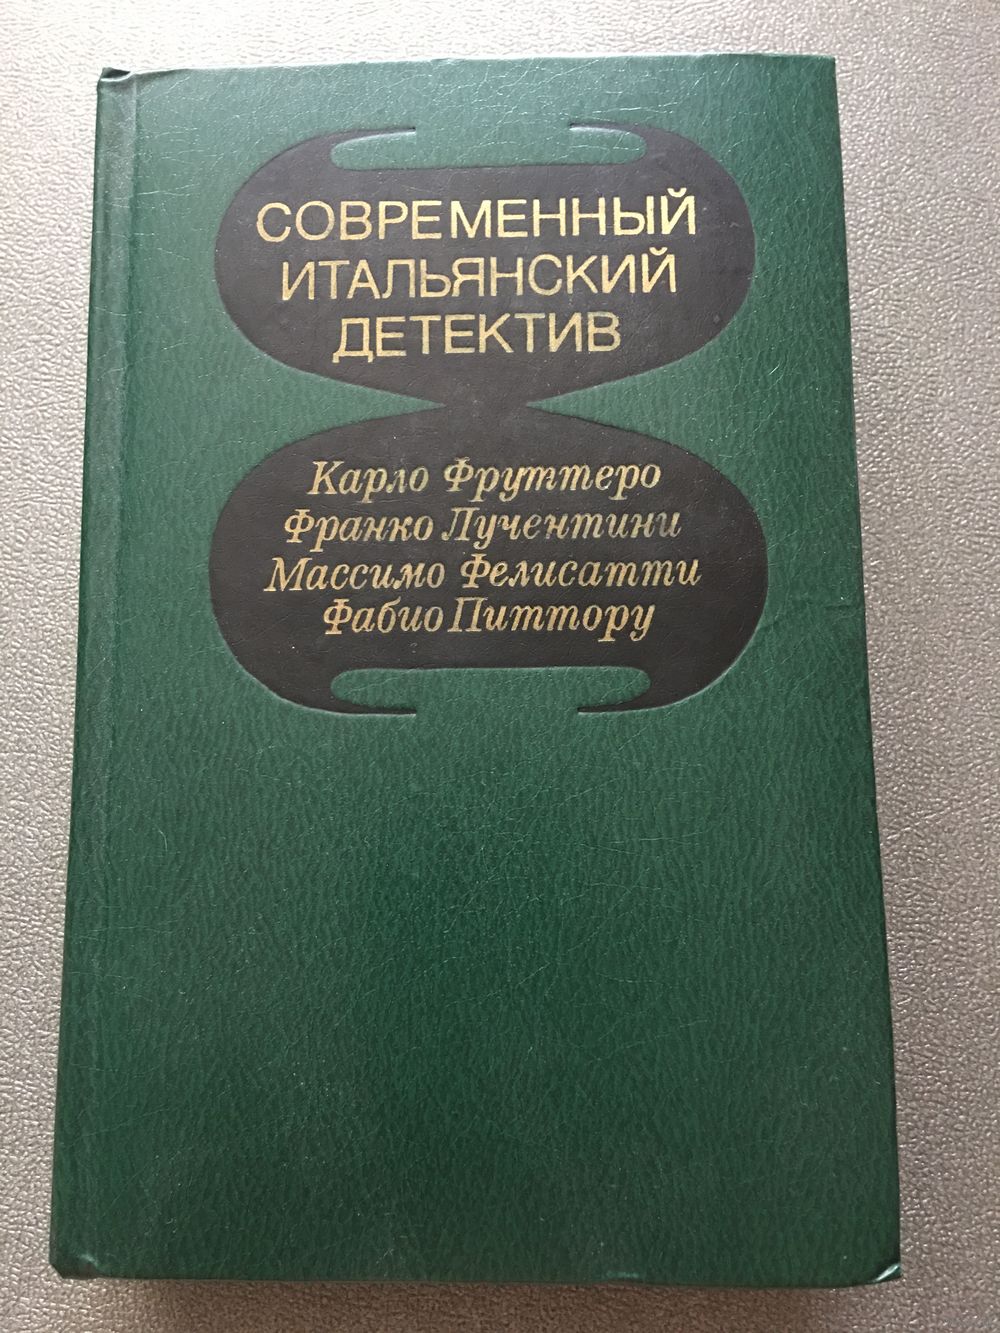 СОВРЕМЕННЫЙ
ИТАЛЬЯНСКИЙ
ДЕТЕКТИВ
Карло Фруттеро
Франко Лучентини
Массимо Фелисатти
Фабио Питтору